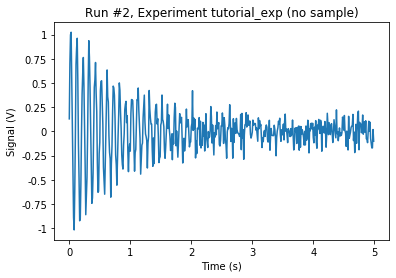 Run #2, Experiment tutorial_exp (no sample)
Signal (V)
1
0.75
0.5
0.25
0
-0.25
-0.5
-0.75
-1
0 1 2 3 4 5
Time (s)